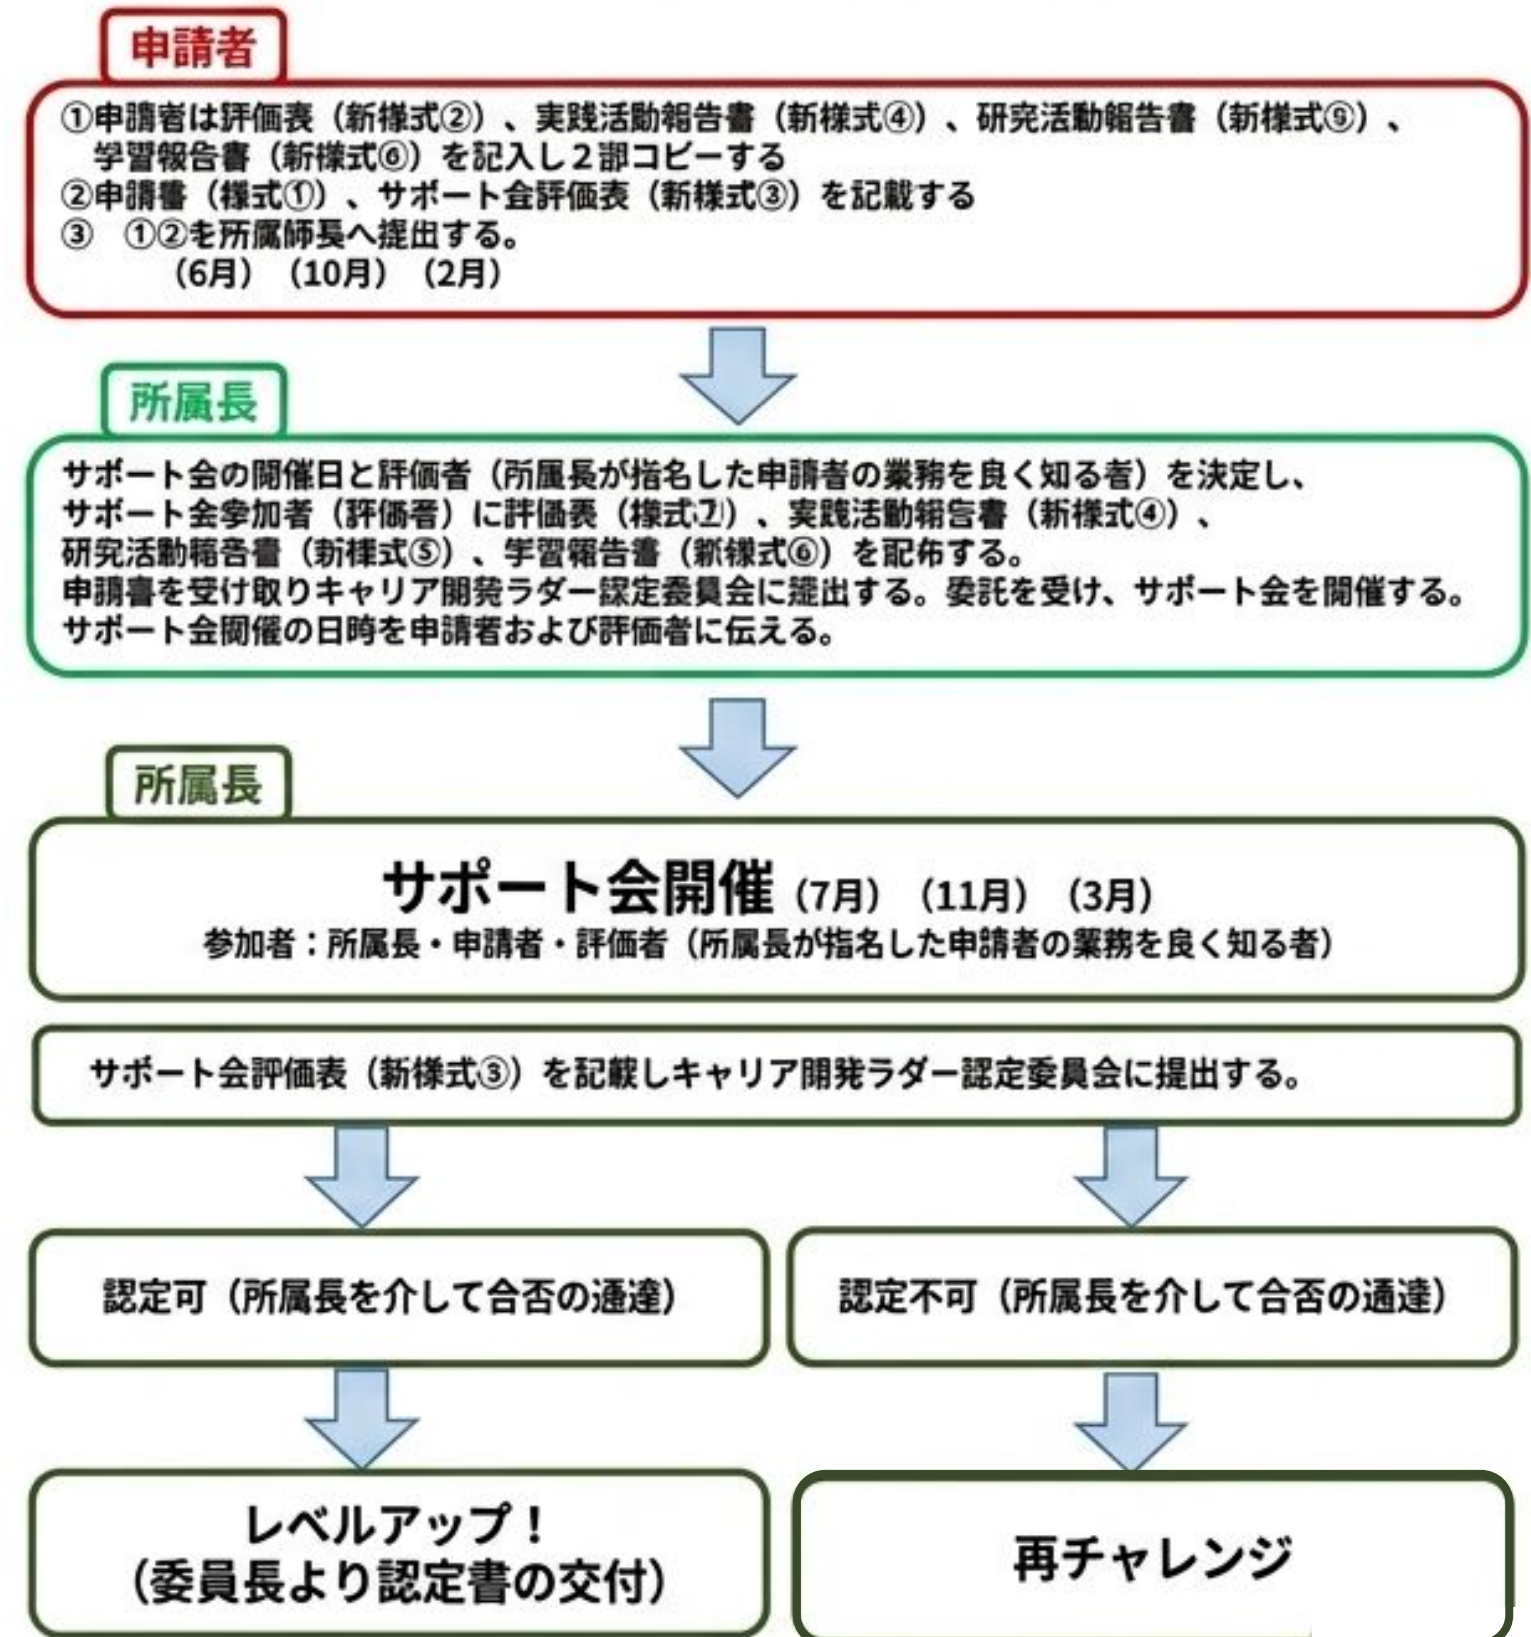 申請者
①申請者は評価表（新様式②）、実践活動報告書（新様式④）、研究活動報告書（新様式⑤）、
学習報告書（新様式⑥）を記入し２部コピーする
②申請書（様式①）、サポート会評価表（新様式③）を記載する
③　①②を所属師長へ提出する。
（6月）（10月）（2月）
所属長
サポート会の開催日と評価者（所属長が指名した申請者の業務を良く知る者）を決定し、
サポート会参加者（評価者）に評価表（様式）、実践活動報告書（新様式④）、
研究活動報告書（新様式⑤）、学習報告書（新様式⑥）を配布する。
申請書を受け取りキャリア開発ラダー認定委員会に提出する。委託を受け、サポート会を開催する。
サポート会開催の日時を申請者および評価者に伝える。
所属長
サポート会開催（7月）（11月）（3月）
参加者：所属長・申請者・評価者（所属長が指名した申請者の業務を良く知る者）
サポート会評価表（新様式③）を記載しキャリア開発ラダー認定委員会に提出する。
認定可（所属長を介して合否の通達）
認定不可（所属長を介して合否の通達）
レベルアップ！
（委員長より認定書の交付）
再チャレンジ